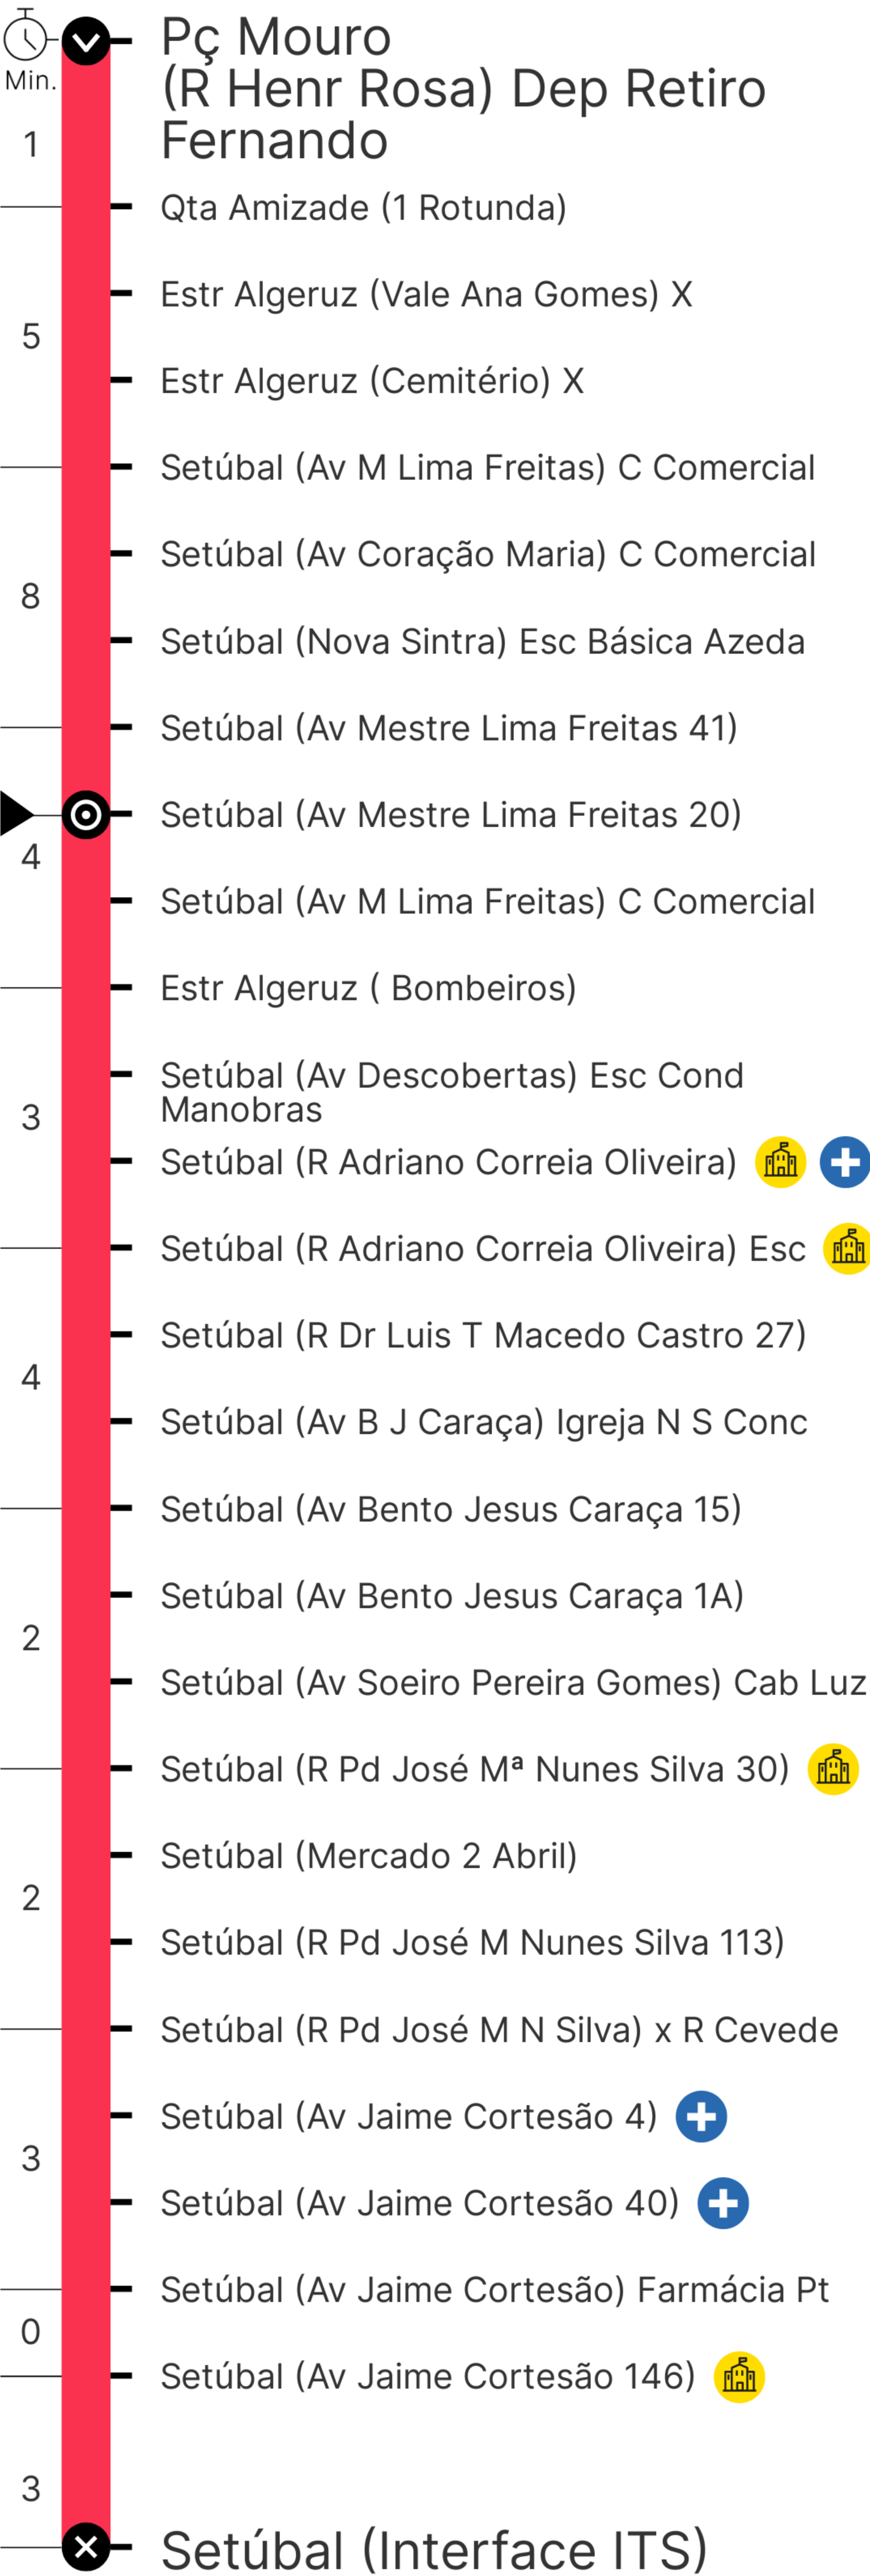 Pç Mouro
(R Henr Rosa) Dep Retiro
Fernando
Min.
1
Qta Amizade (1 Rotunda)
Estr Algeruz (Vale Ana Gomes) X
5
Estr Algeruz (Cemitério) X
Setúbal (Av M Lima Freitas) C Comercial
Setúbal (Av Coração Maria) C Comercial
8
Setúbal (Nova Sintra) Esc Básica Azeda
Setúbal (Av Mestre Lima Freitas 41)
Setúbal (Av Mestre Lima Freitas 20)
4
Setúbal (Av M Lima Freitas) C Comercial
Estr Algeruz ( Bombeiros)
Setúbal (Av Descobertas) Esc Cond
Manobras
3
Setúbal (R Adriano Correia Oliveira)
Setúbal (R Adriano Correia Oliveira) Esc
Setúbal (R Dr Luis T Macedo Castro 27)
4
Setúbal (Av B J Caraça) Igreja N S Conc
Setúbal (Av Bento Jesus Caraça 15)
Setúbal (Av Bento Jesus Caraça 1A)
2
Setúbal (Av Soeiro Pereira Gomes) Cab Luz
Setúbal (R Pd José Mª Nunes Silva 30)
Setúbal (Mercado 2 Abril)
2
Setúbal (R Pd José M Nunes Silva 113)
Setúbal (R Pd José M N Silva) x R Cevede
Setúbal (Av Jaime Cortesão 4)
3
Setúbal (Av Jaime Cortesão 40)
Setúbal (Av Jaime Cortesão) Farmácia Pt
0
Setúbal (Av Jaime Cortesão 146)
3
Setúbal (Interface ITS)